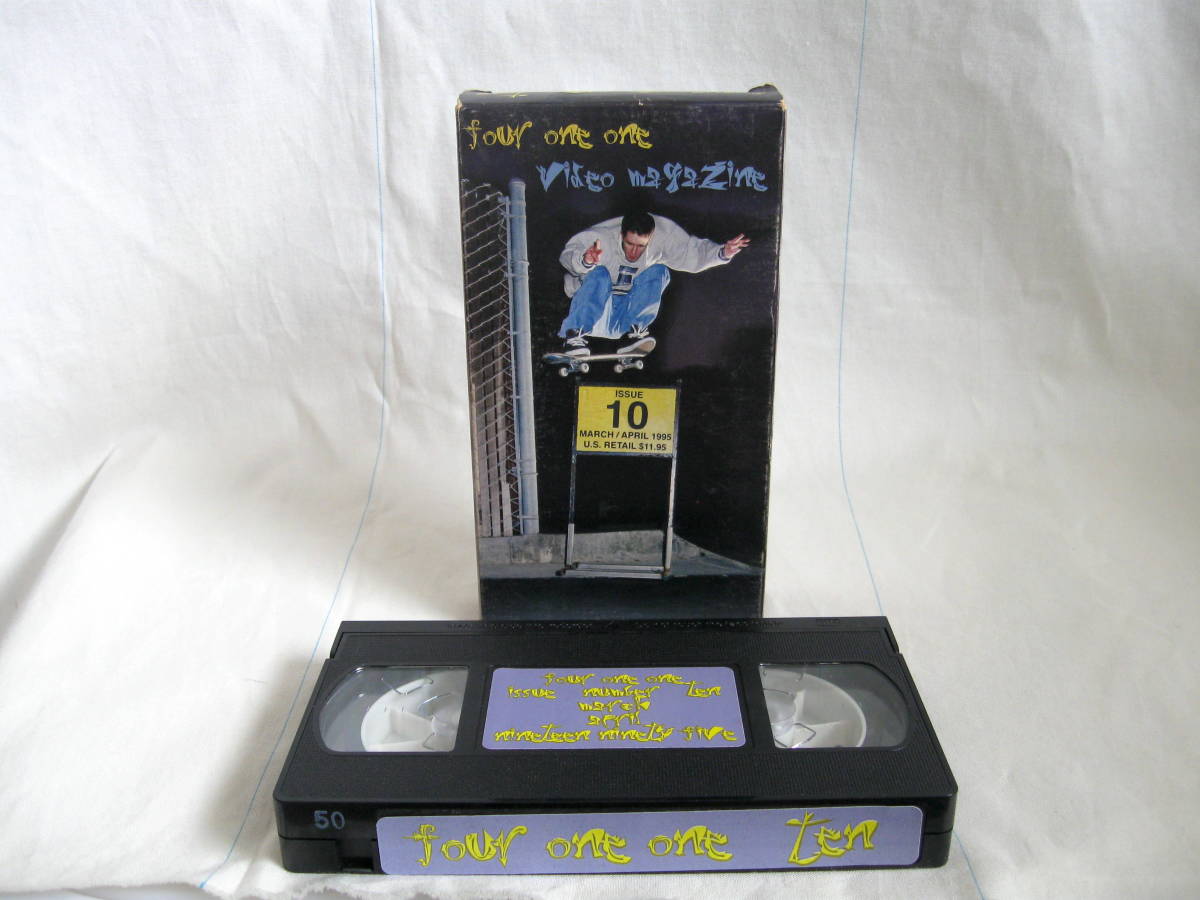 four one one
video magazine
ISSUE
10
MARCH / APRIL 1995
U.S. RETAIL $11.95
four one one
issue number ten
march
april
nineteen ninety five
50
four one one ten